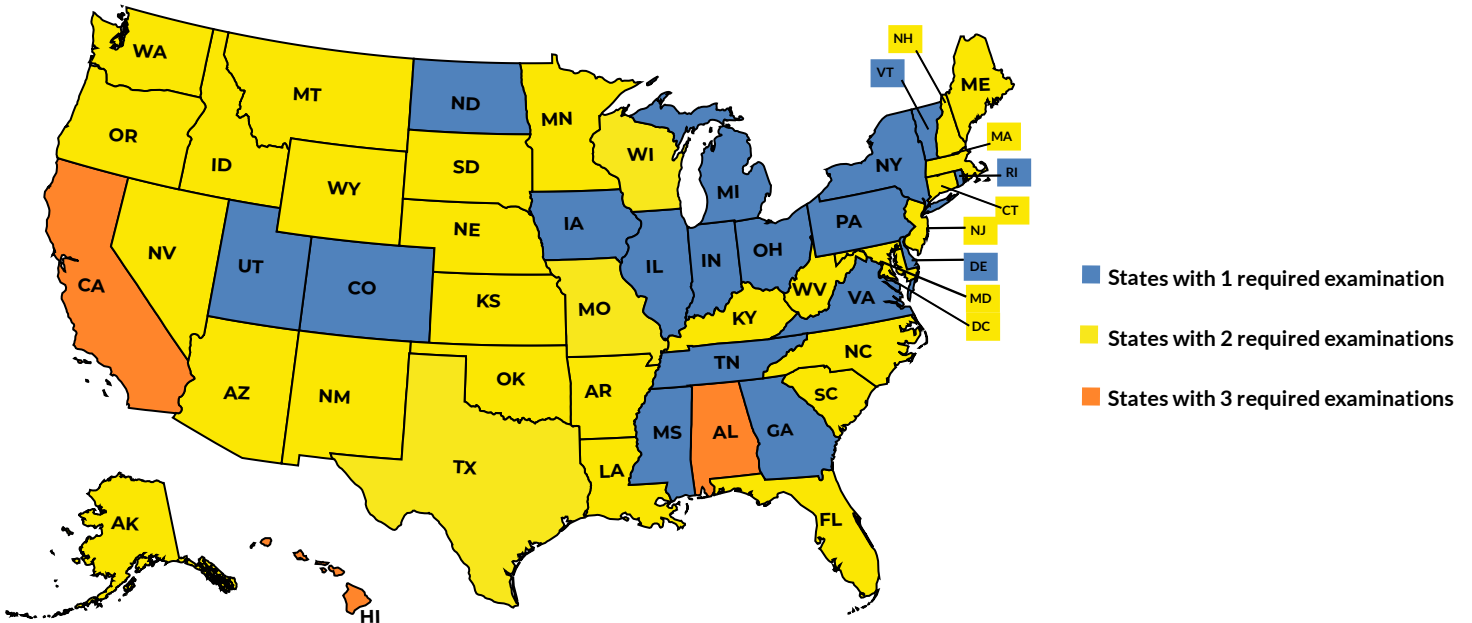 WA
MT
ND
MN
OR
ID
SD
WI
WY
NE
IA
MI
NY
NH
VT
ME
MA
RI
CT
NJ
DE
MD
DC
PA
NV
UT
CO
KS
MO
IL
IN
OH
WV
VA
KY
CA
AZ
NM
OK
AR
TN
NC
SC
MS
AL
GA
TX
LA
FL
AK
HI
States with 1 required examination
States with 2 required examinations
States with 3 required examinations